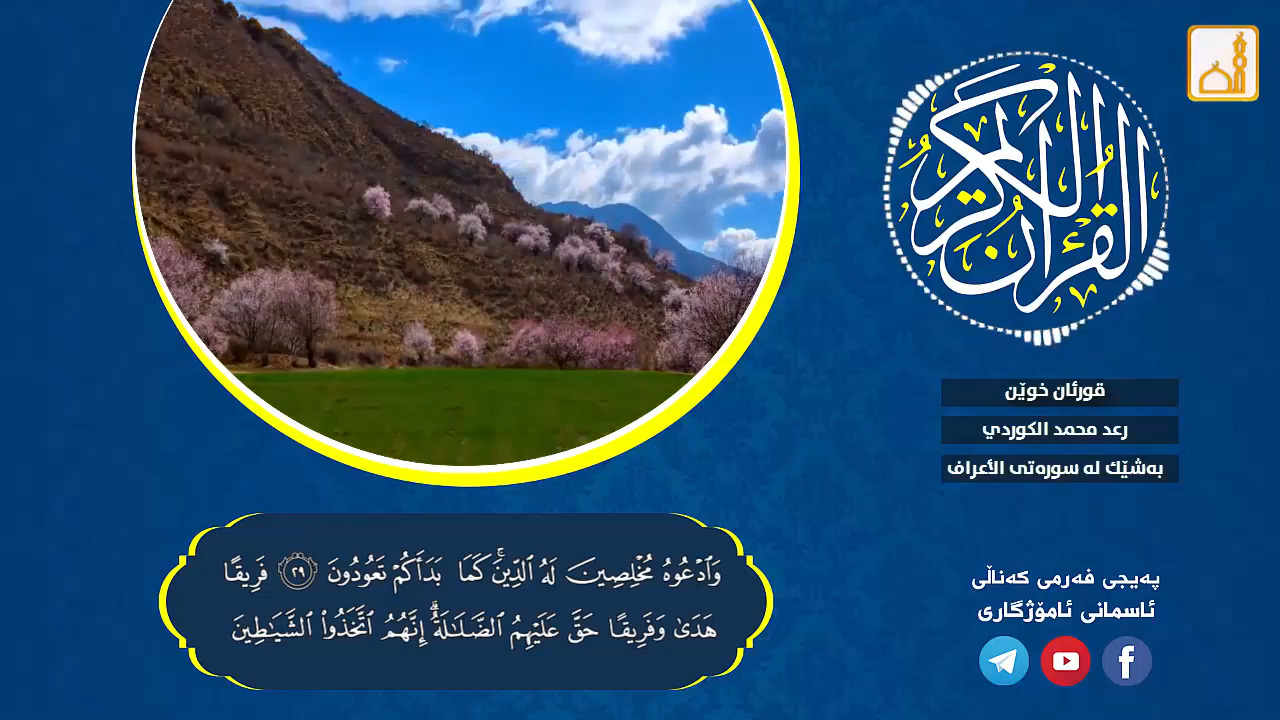 القرآن الكريم
قورئان خوێن
رعد محمد الكوردي
بەشێك لە سورەتی الأعراف
وَٱدۡعُوهُ مُخۡلِصِينَ لَهُ ٱلدِّينَۚ كَمَا بَدَأَكُمۡ تَعُودُونَ ٢٩ فَرِيقًا
هَدَىٰ وَفَرِيقًا حَقَّ عَلَيۡهِمُ ٱلضَّلَٰلَةُۚ إِنَّهُمُ ٱتَّخَذُواْ ٱلشَّيَٰطِينَ
پەیجی فەرمی کەناڵی
ئاسمانی ئامۆژگاری